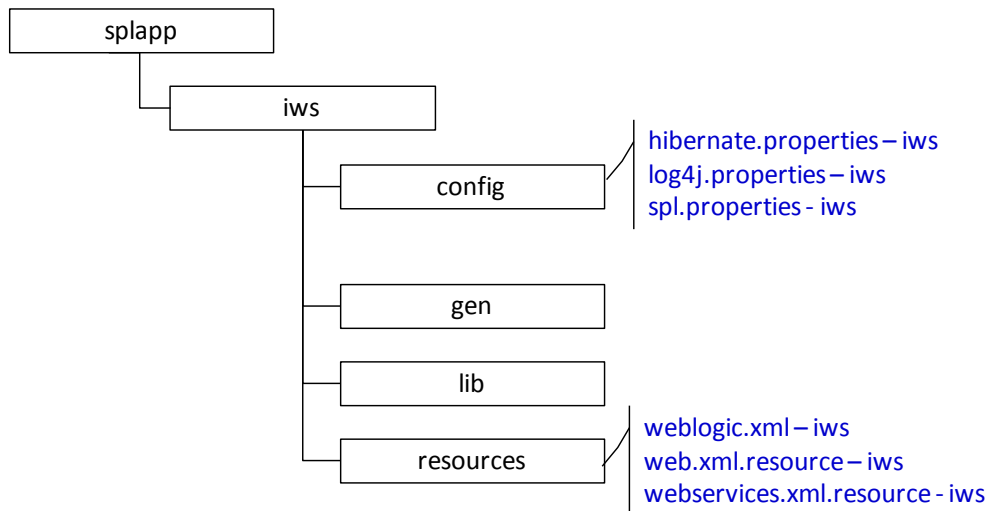 splapp
iws
config
hibernate.properties – iws
log4j.properties – iws
spl.properties - iws
gen
lib
resources
weblogic.xml – iws
web.xml.resource – iws
webservices.xml.resource - iws